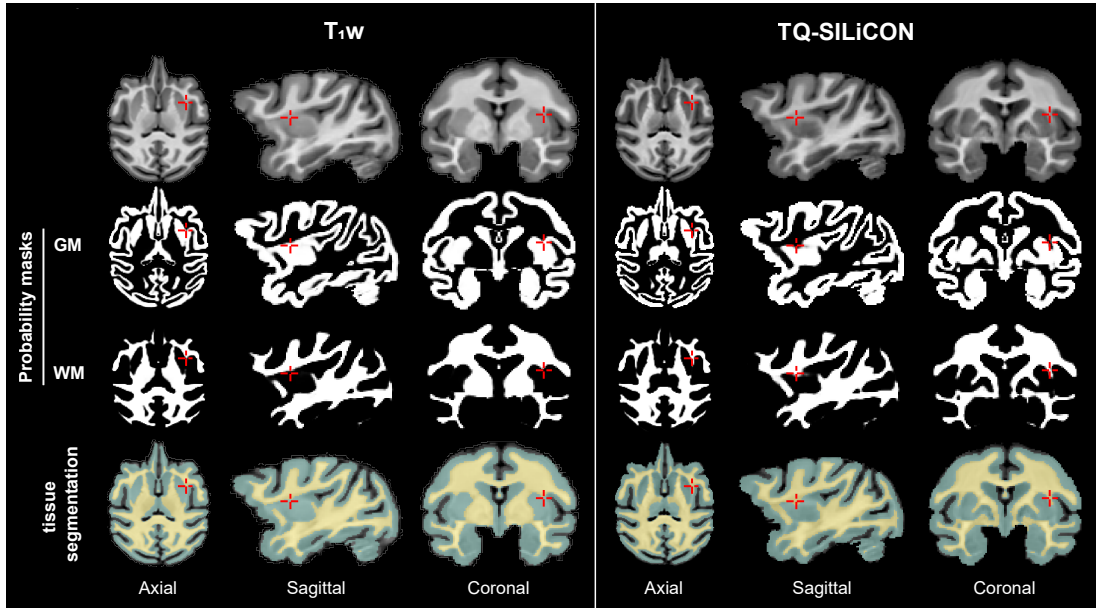 T₁w
TQ-SILiCON
Probability masks
GM
WM
tissue
segmentation
Axial
Sagittal
Coronal
Axial
Sagittal
Coronal